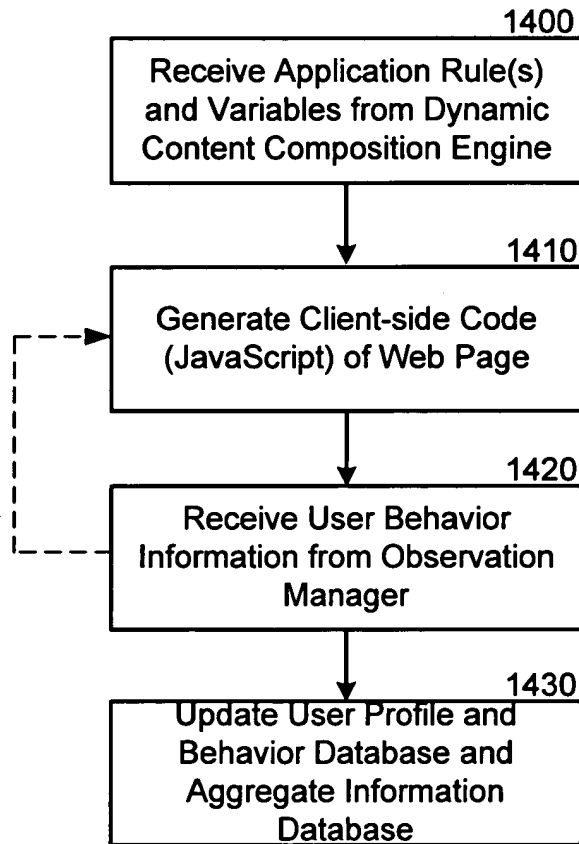 1400
Receive Application Rule(s)
and Variables from Dynamic
Content Composition Engine
1410
Generate Client-side Code
(JavaScript) of Web Page
1420
Receive User Behavior
Information from Observation
Manager
1430
Update User Profile and
Behavior Database and
Aggregate Information
Database